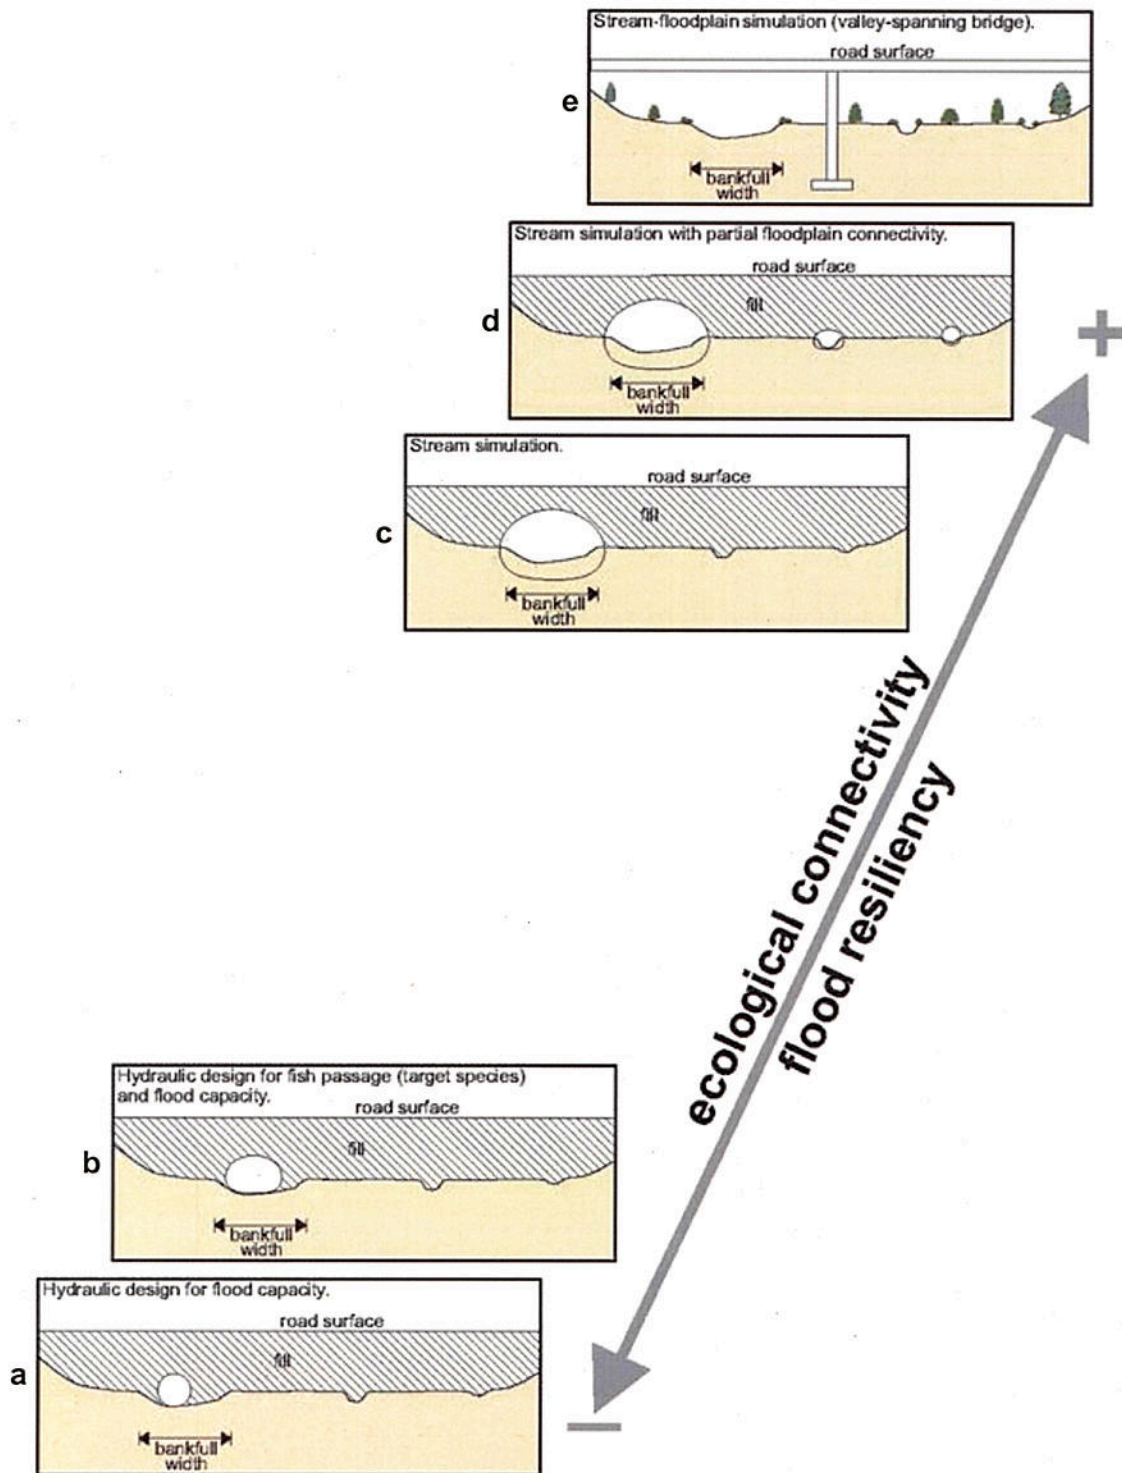 Stream-floodplain simulation (valley-spanning bridge).
road surface
e
bankfull
width
Stream simulation with partial floodplain connectivity.
road surface
fill
d
bankfull
width
+
Stream simulation.
road surface
fill
c
bankfull
width
ecological connectivity
flood resiliency
Hydraulic design for fish passage (target species)
and flood capacity.
road surface
fill
b
bankfull
width
Hydraulic design for flood capacity.
road surface
fill
a
bankfull
width
—